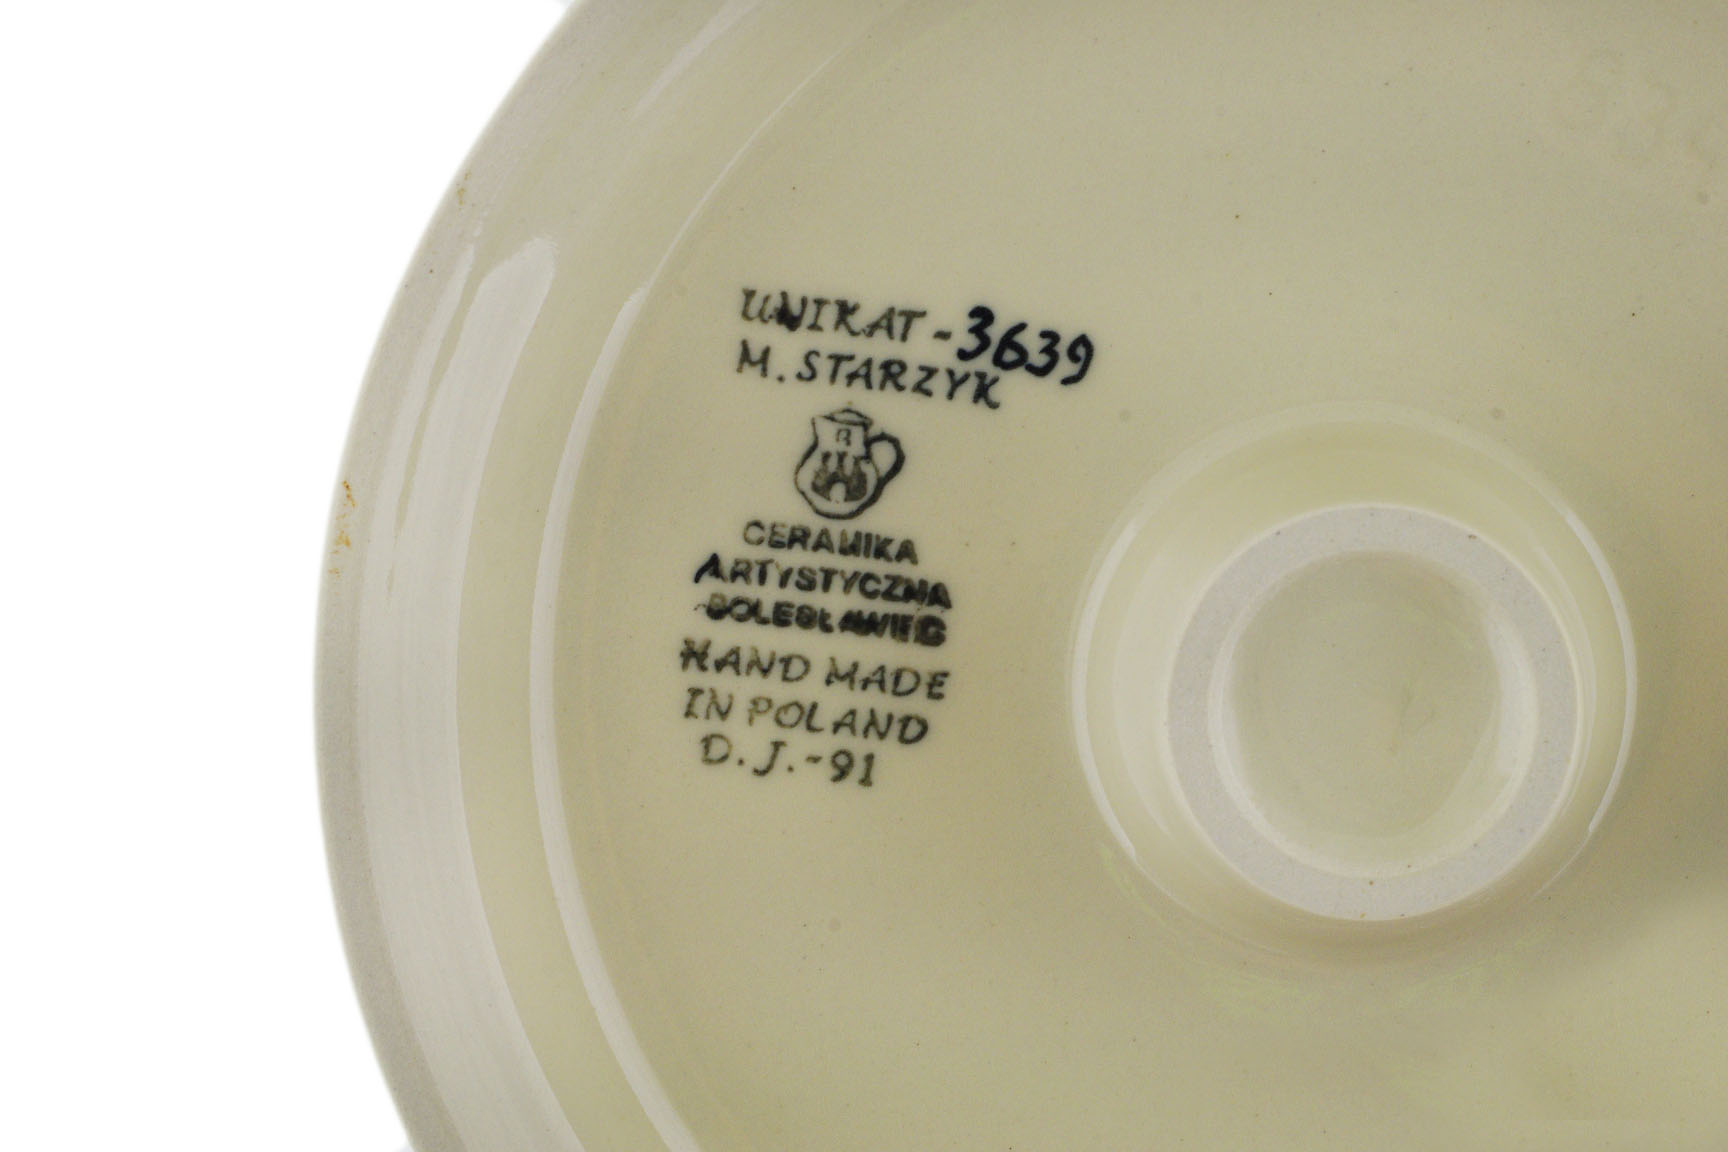 UNIKAT - 3639
M. STARZYK
B
CERAMIKA
ARTYSTYCZNA
BOLESŁAWIEC
HAND MADE
IN POLAND
D.J.-91